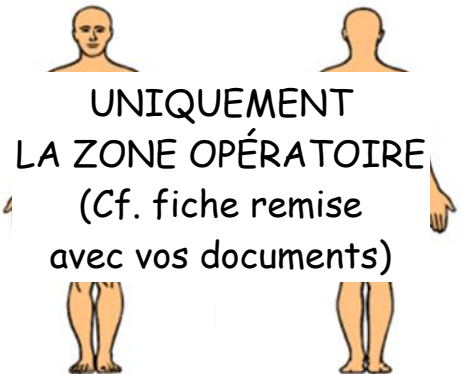 UNIQUEMENT
LA ZONE OPÉRATOIRE
(Cf. fiche remise
avec vos documents)